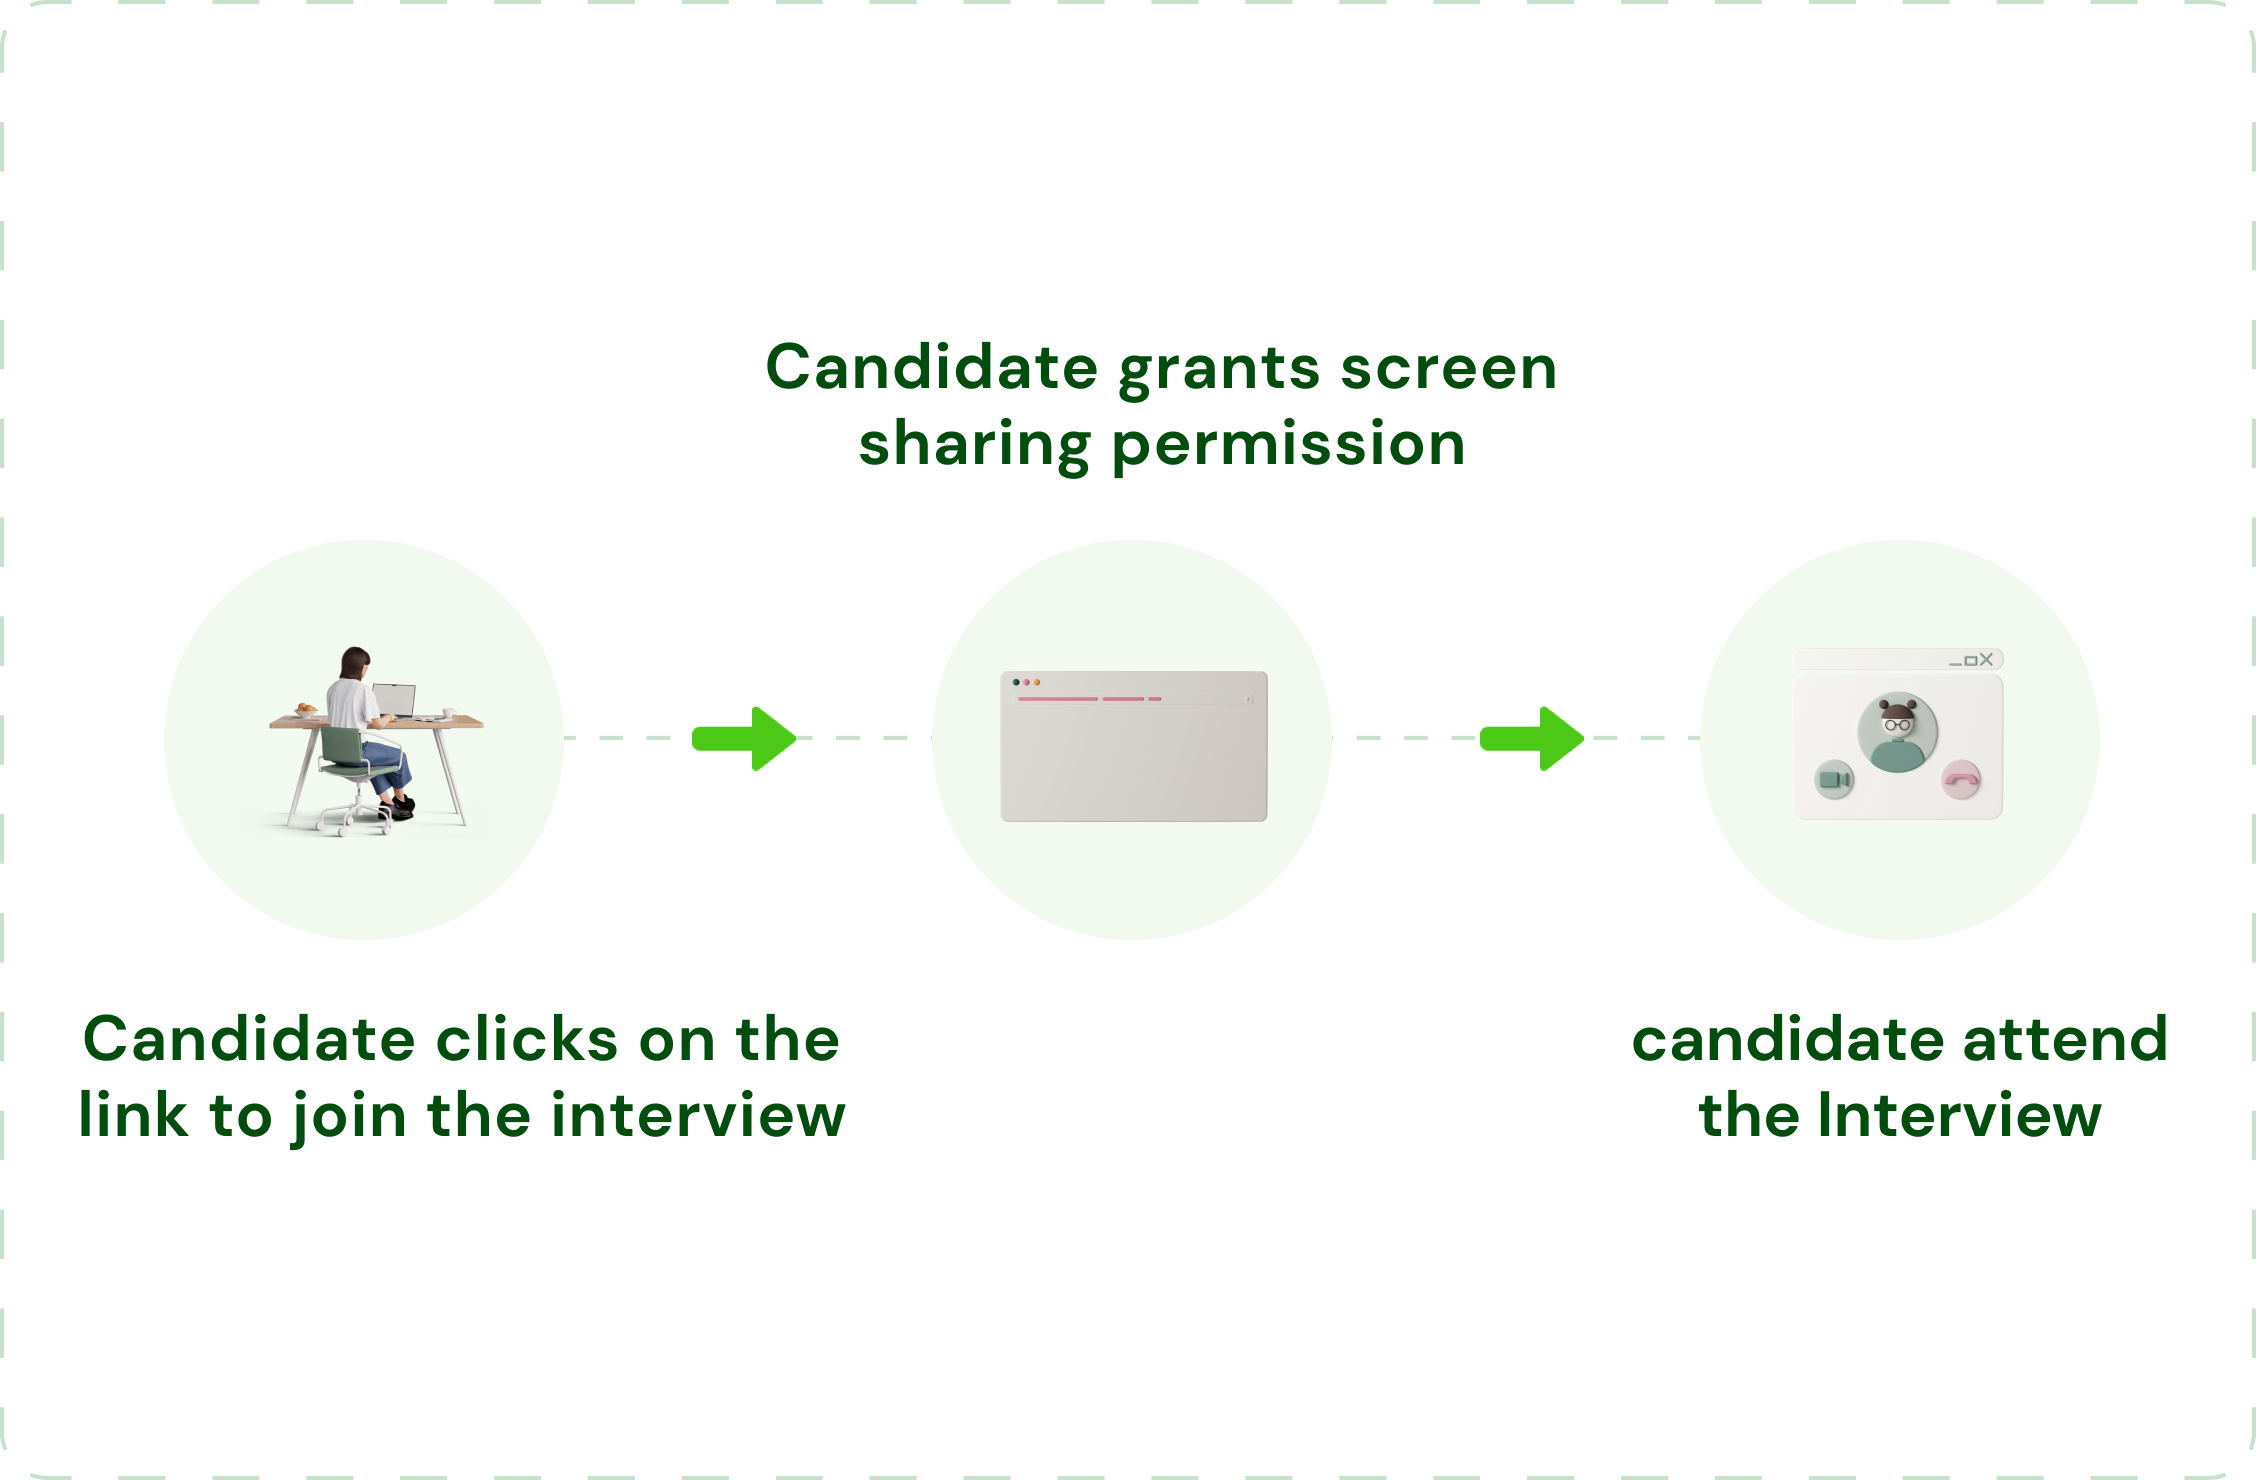 Candidate grants screen
sharing permission
Candidate clicks on the
link to join the interview
candidate attend
the Interview